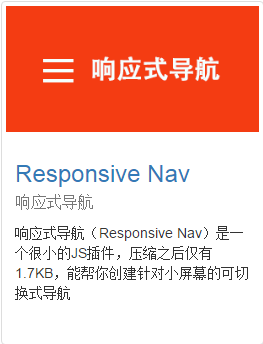 响应式导航
Responsive Nav
响应式导航
响应式导航（Responsive Nav）是一
个很小的JS插件，压缩之后仅有
1.7KB，能帮你创建针对小屏幕的可切
换式导航